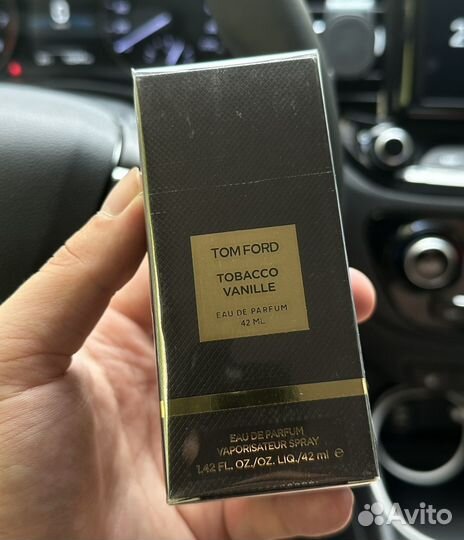 TOM FORD
TOBACCO
VANILLE
EAU DE PARFUM
42 ML
EAU DE PARFUM
VAPORISATEUR SPRAY
1.42 FL. OZ./OZ. LIQ./42 ml ℮
Avito